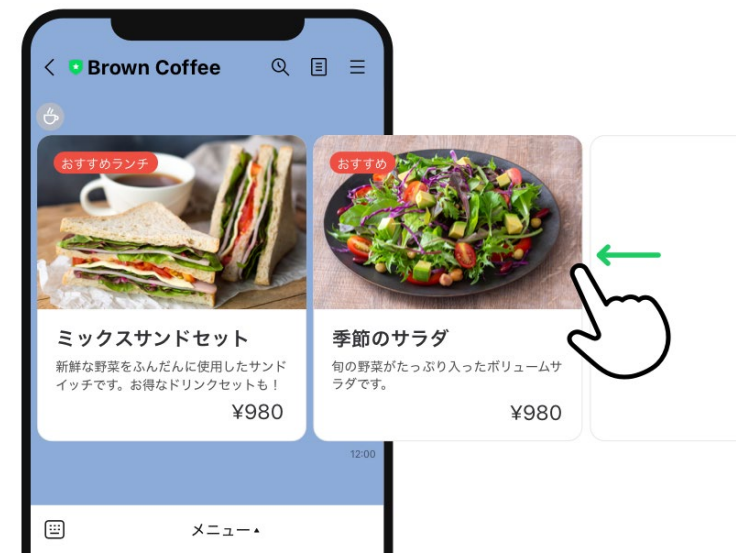 Brown Coffee
おすすめランチ
ミックスサンドセット
新鮮な野菜をふんだんに使用したサンド
イッチです。お得なドリンクセットも！
¥980
おすすめ
季節のサラダ
旬の野菜がたっぷり入ったボリュームサ
ラダです。
¥980
12:00
メニュー▲